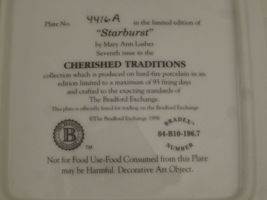 Plate No. 4416A in the limited edition of
"Starburst"
by Mary Ann Lasher
Seventh issue in the
CHERISHED TRADITIONS
collection which is produced on hard-fire porcelain in an
edition limited to a maximum of 95 firing days
and crafted to the exacting standards of
The Bradford Exchange.
This plate is officially listed for trading on The Bradford Exchange.
©The Bradford Exchange 1996
B
BRADEX
84-B10-196.7
NUMBER
Not for Food Use-Food Consumed from this Plate
may be Harmful. Decorative Art Object.